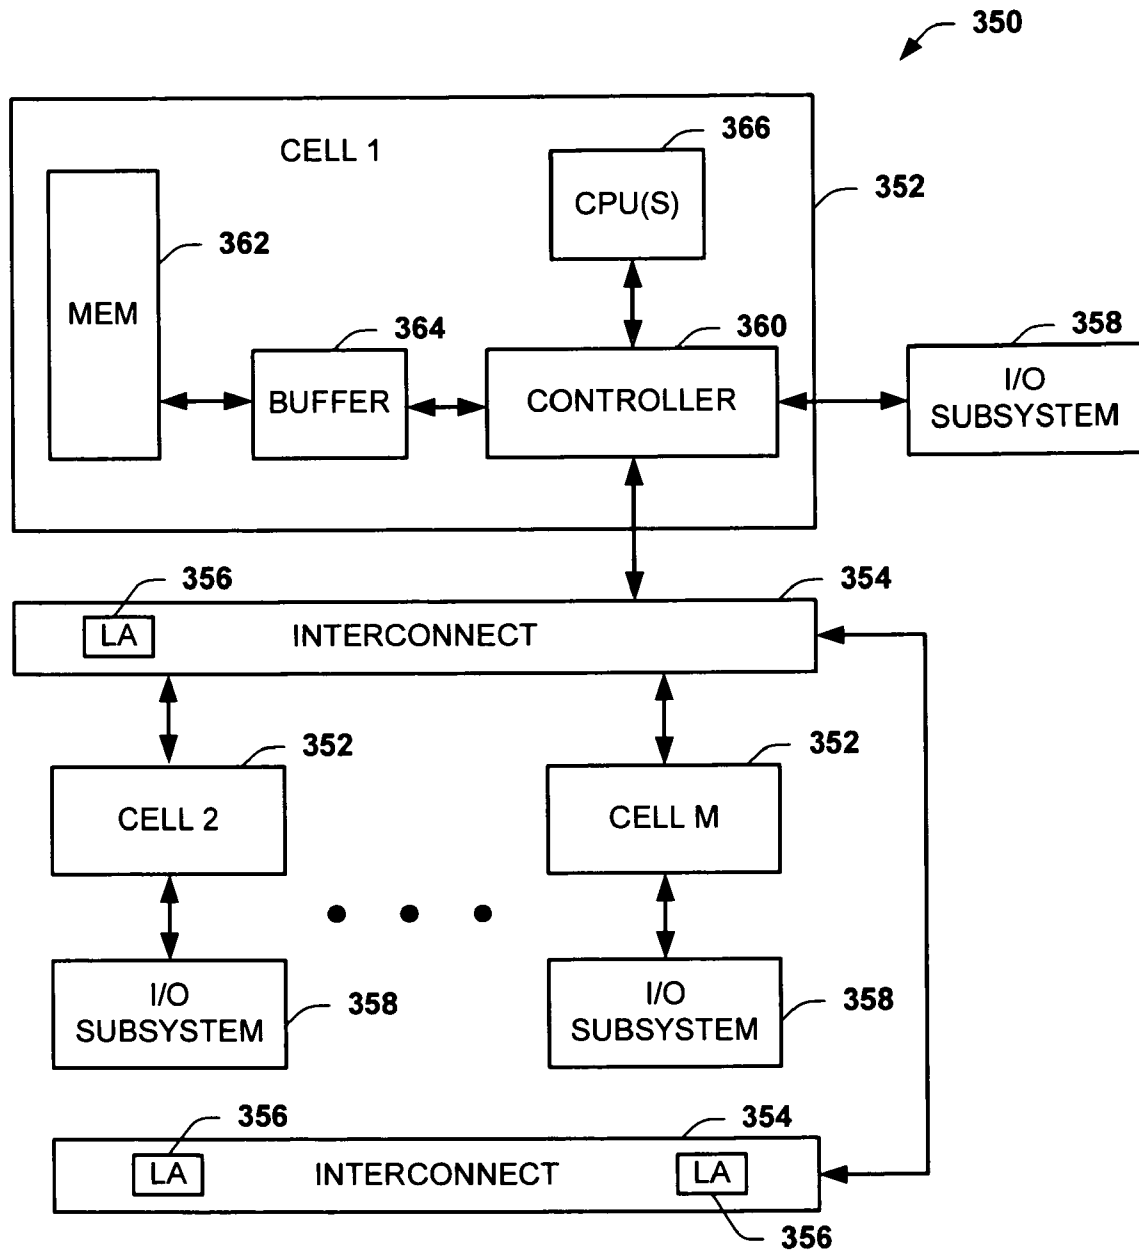 350
CELL 1
366
CPU(S)
352
362
MEM
364
BUFFER
360
CONTROLLER
358
I/O
SUBSYSTEM
356
LA
INTERCONNECT
354
352
CELL 2
352
CELL M
I/O
SUBSYSTEM
358
I/O
SUBSYSTEM
358
356
LA
INTERCONNECT
354
LA
356